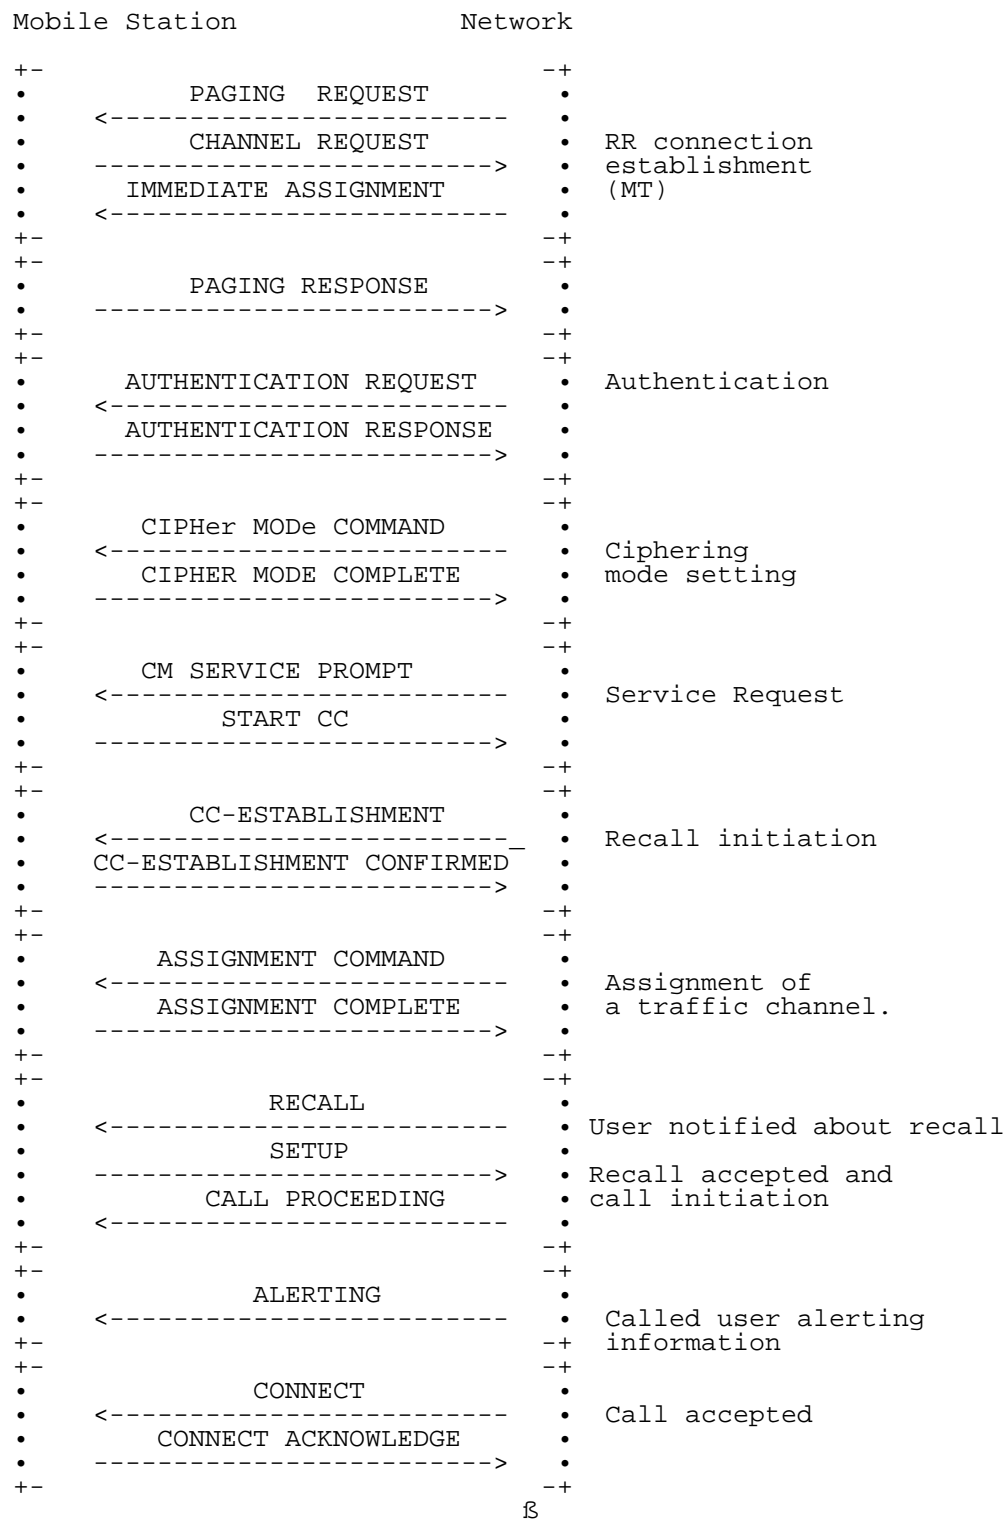 Mobile Station Network
+- -+
• PAGING REQUEST •
• <------------------------- •
• CHANNEL REQUEST • RR connection
• -------------------------> • establishment
• IMMEDIATE ASSIGNMENT • (MT)
• <------------------------- •
+- -+
+- -+
• PAGING RESPONSE •
• -------------------------> •
+- -+
+- -+
• AUTHENTICATION REQUEST • Authentication
• <------------------------- •
• AUTHENTICATION RESPONSE •
• -------------------------> •
+- -+
+- -+
• CIPHer MODe COMMAND •
• <------------------------- • Ciphering
• CIPHER MODE COMPLETE • mode setting
• -------------------------> •
+- -+
+- -+
• CM SERVICE PROMPT •
• <------------------------- • Service Request
• START CC •
• -------------------------> •
+- -+
+- -+
• CC-ESTABLISHMENT •
• <-------------------------_ • Recall initiation
• CC-ESTABLISHMENT CONFIRMED •
• -------------------------> •
+- -+
+- -+
• ASSIGNMENT COMMAND •
• <------------------------- • Assignment of
• ASSIGNMENT COMPLETE • a traffic channel.
• -------------------------> •
+- -+
+- -+
• RECALL •
• <------------------------- • User notified about recall
• SETUP •
• -------------------------> • Recall accepted and
• CALL PROCEEDING • call initiation
• <------------------------- •
+- -+
+- -+
• ALERTING •
• <------------------------- • Called user alerting
+- -+ information
+- -+
• CONNECT •
• <------------------------- • Call accepted
• CONNECT ACKNOWLEDGE •
• -------------------------> •
+- -+
ß